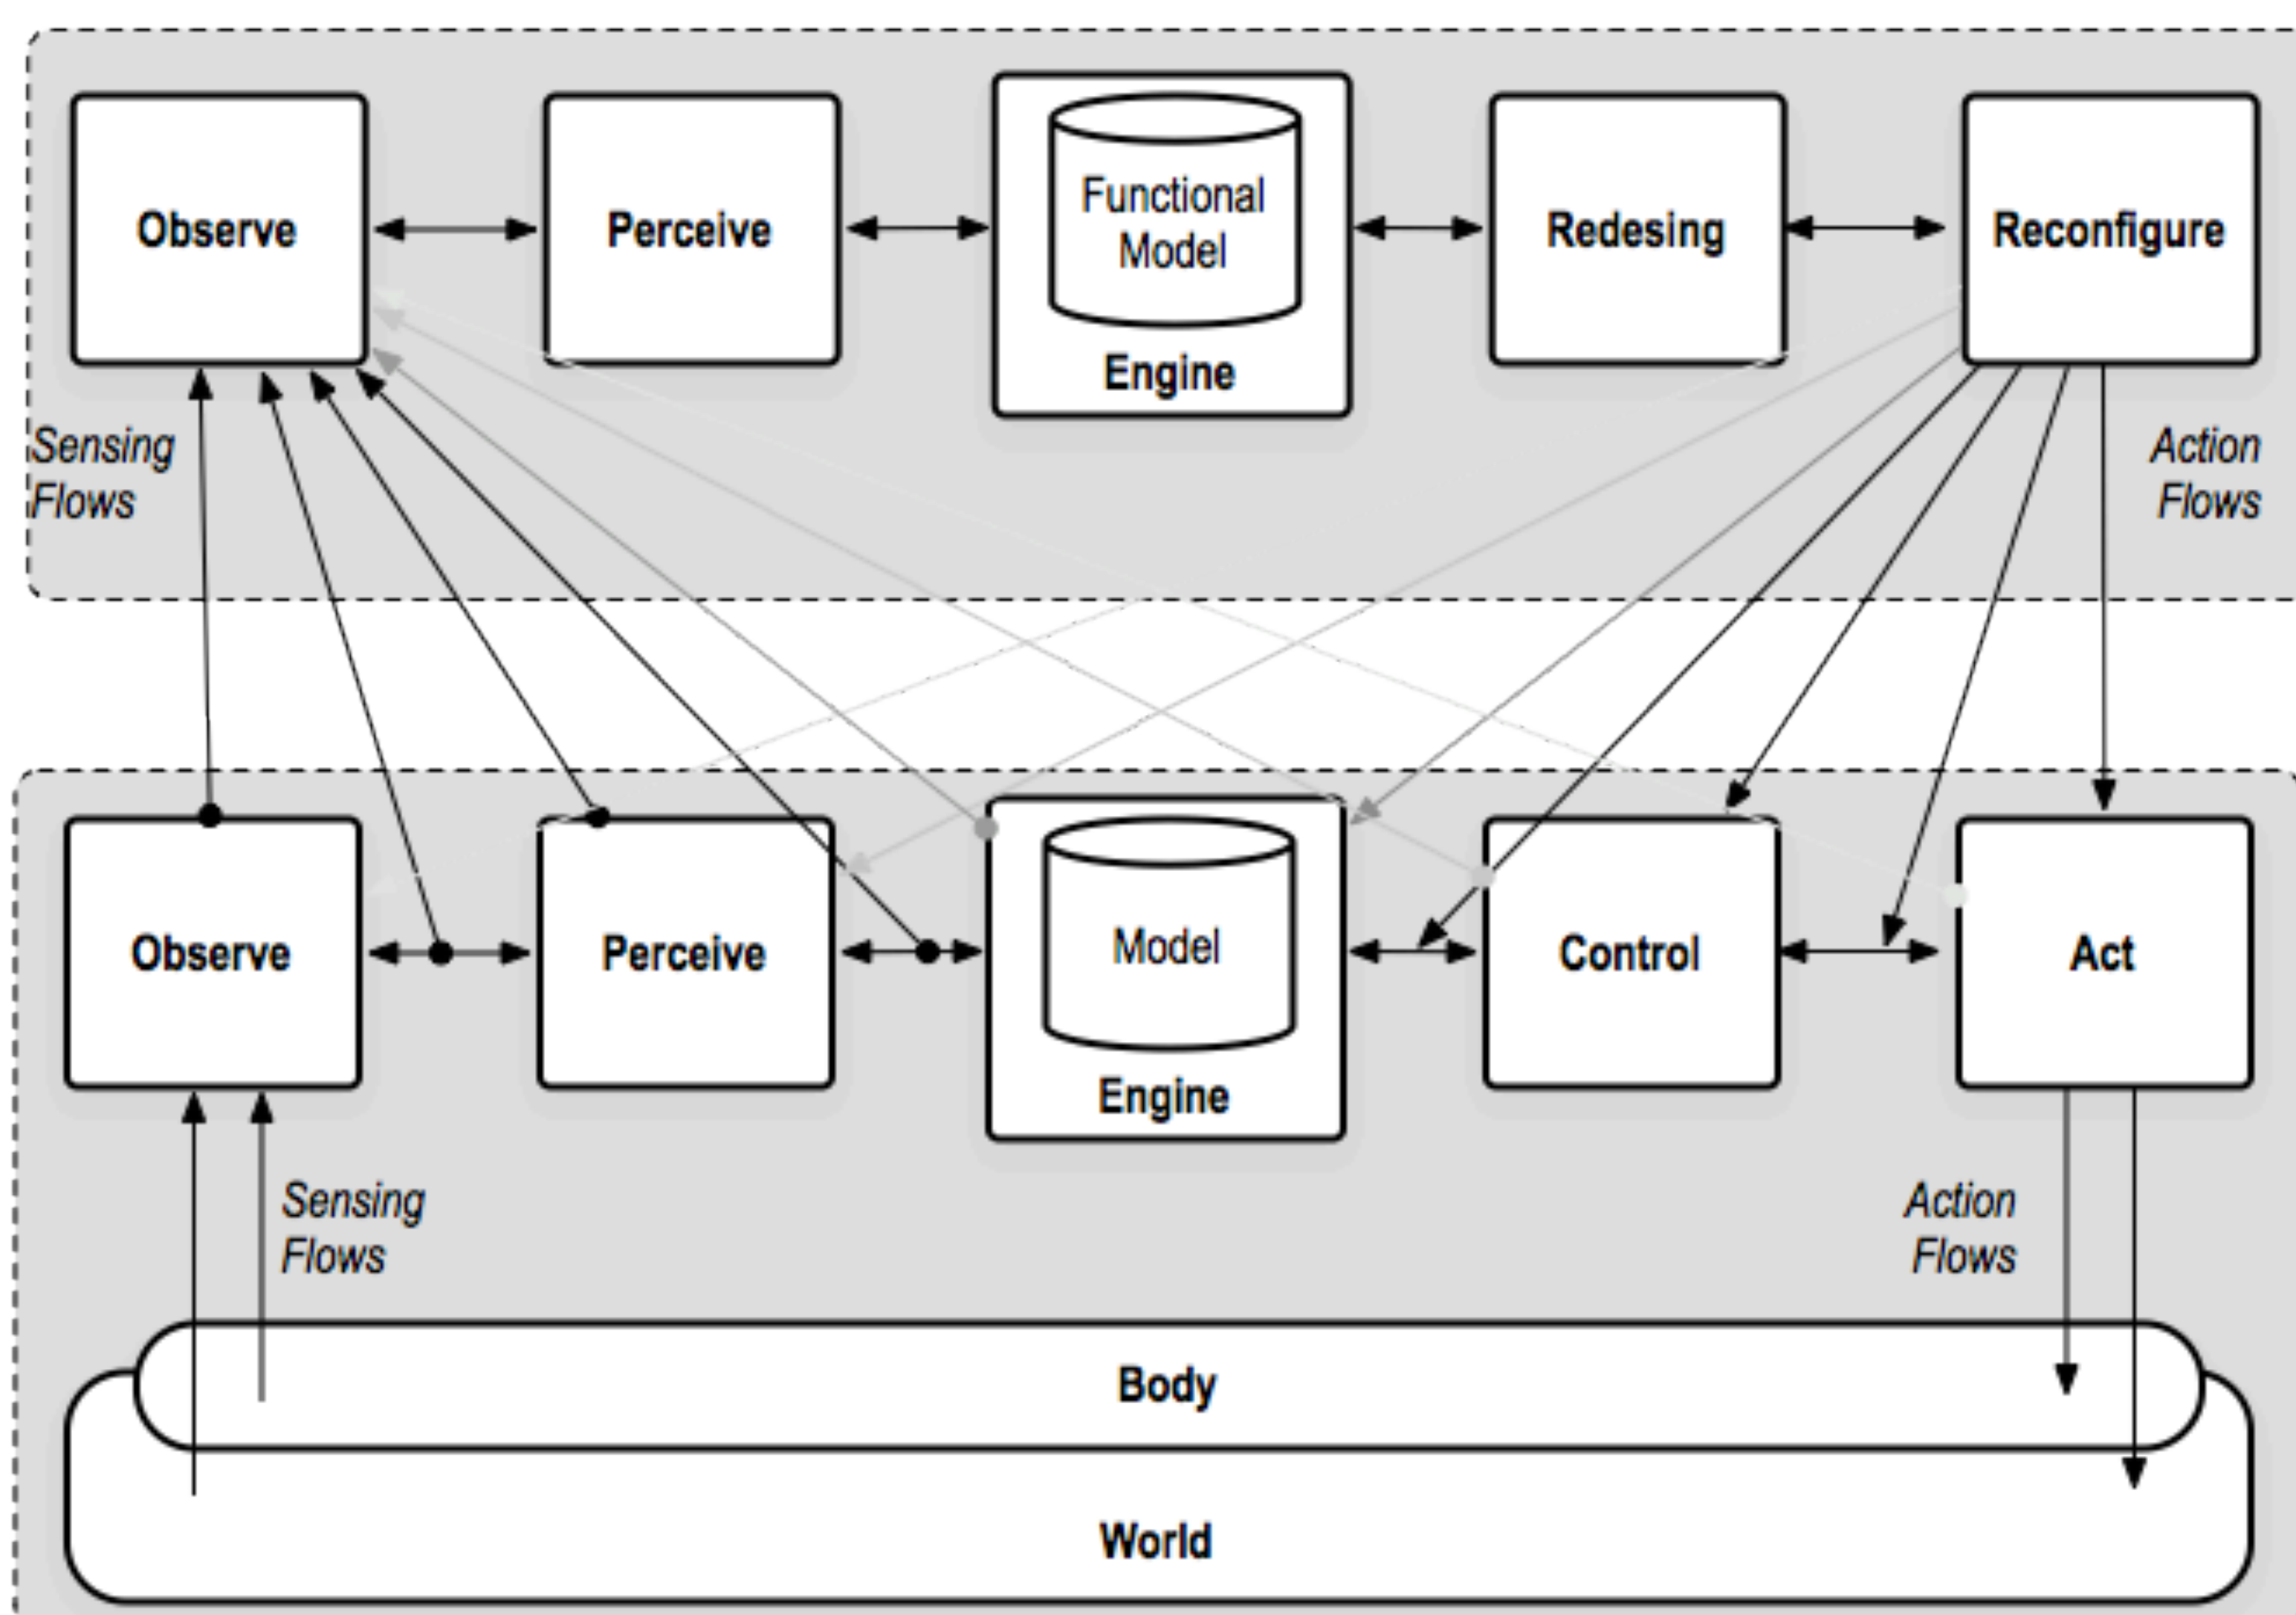 Observe
Perceive
Functional
Model
Engine
Redesing
Reconfigure
Sensing
Flows
Action
Flows
Observe
Perceive
Model
Engine
Control
Act
Sensing
Flows
Action
Flows
Body
World